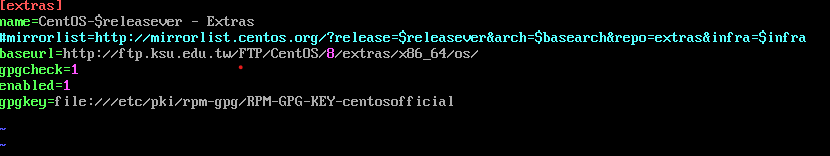 [extras]
name=CentOS-$releasever - Extras
#mirrorlist=http://mirrorlist.centos.org/?release=$releasever&arch=$basearch&repo=extras&infra=$infra
baseurl=http://ftp.ksu.edu.tw/FTP/CentOS/8/extras/x86_64/os/
gpgcheck=1
enabled=1
gpgkey=file:///etc/pki/rpm-gpg/RPM-GPG-KEY-centosofficial
~
~